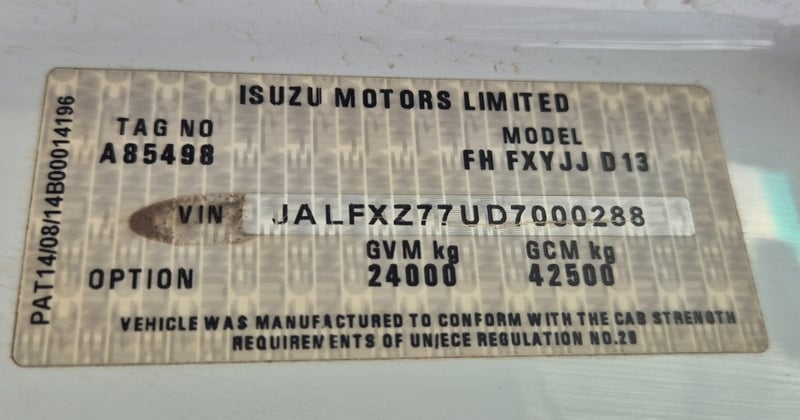 ISUZU MOTORS LIMITED
TAG NO
A85498
MODEL
FH FXYJJ D13
VIN JALFXZ77UD7000288
GVM kg
24000
GCM kg
42500
OPTION
VEHICLE WAS MANUFACTURED TO CONFORM WITH THE CAB STRENGTH
REQUIREMENTS OF UN/ECE REGULATION NO.29
PAT14/08/14B00014196